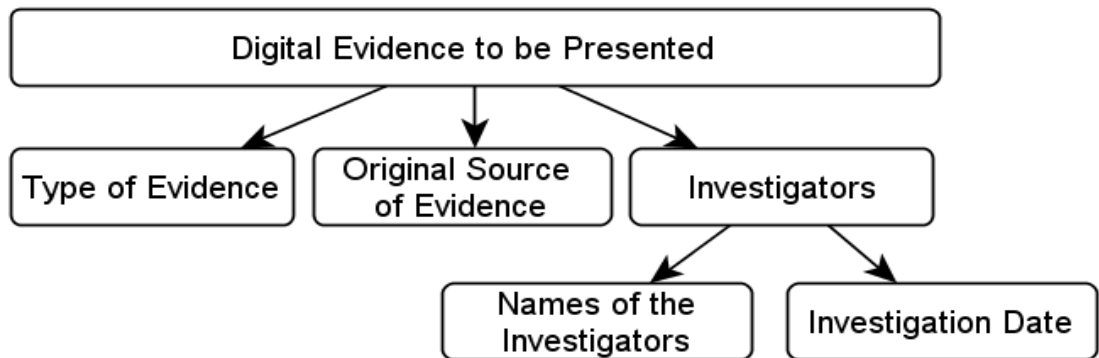 Digital Evidence to be Presented
Type of Evidence
Original Source
of Evidence
Investigators
Names of the
Investigators
Investigation Date